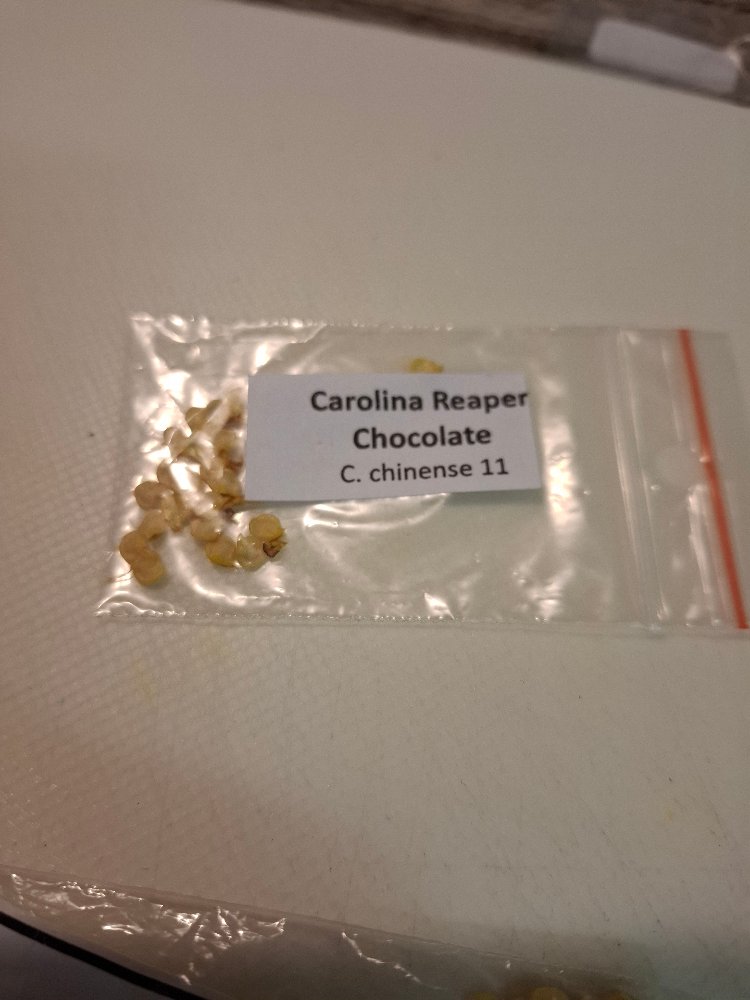 Carolina Reaper
Chocolate
C. chinense 11